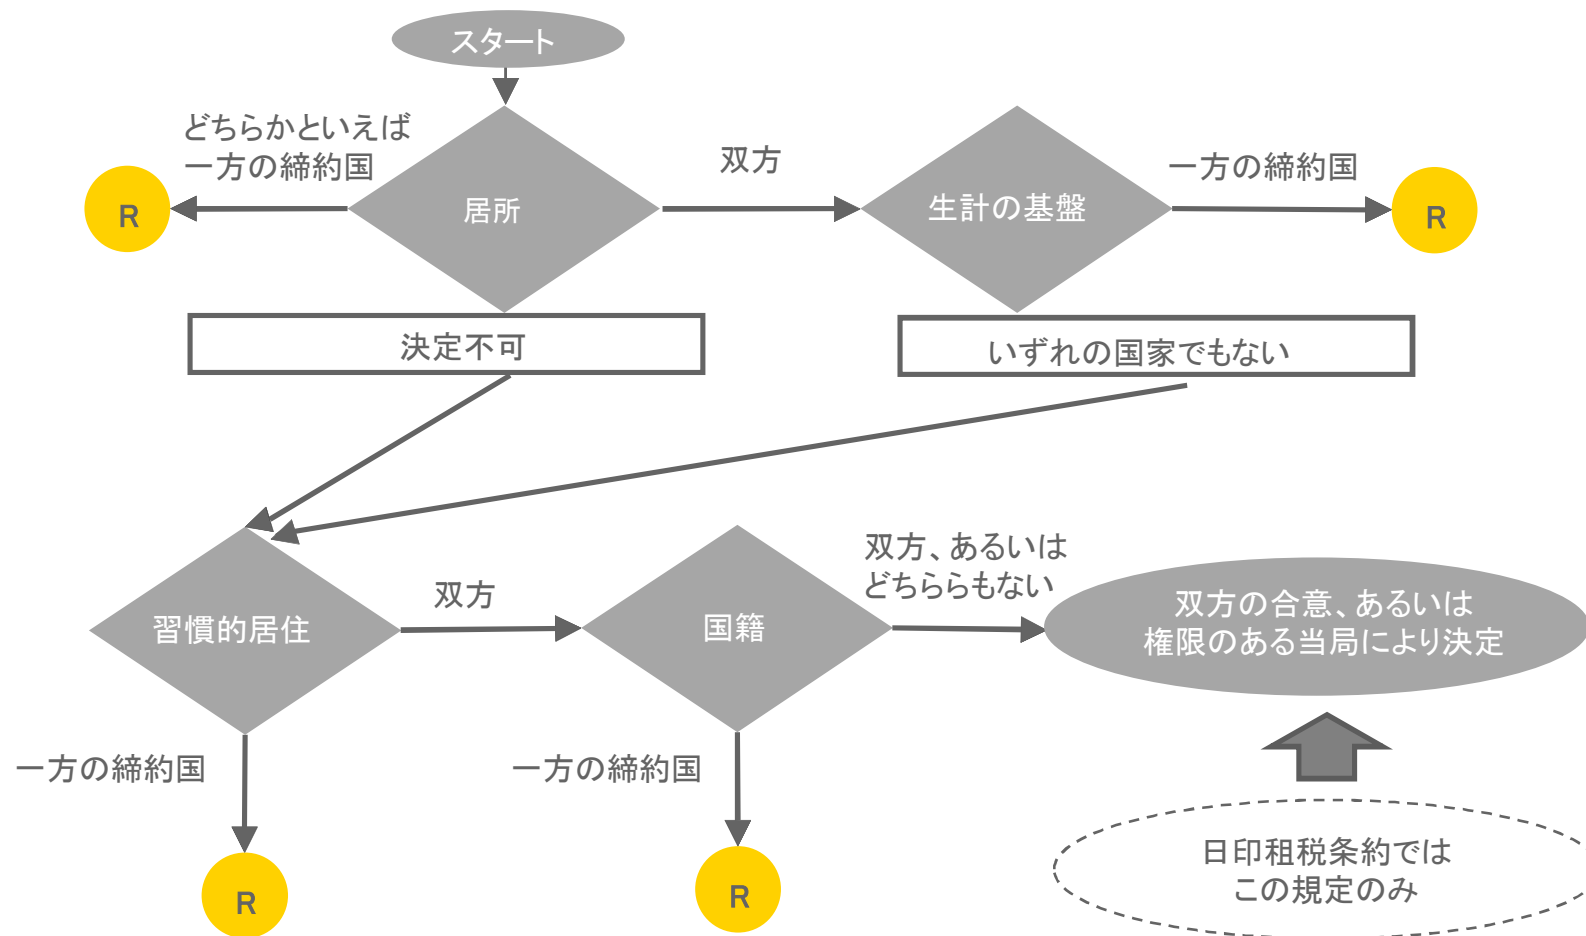 スタート
どちらかといえば
一方の締約国
双方
一方の締約国
R
居所
生計の基盤
R
決定不可
いずれの国家でもない
双方、あるいは
どちららもない
双方
習慣的居住
国籍
双方の合意、あるいは
権限のある当局により決定
一方の締約国
一方の締約国
日印租税条約では
この規定のみ
R
R